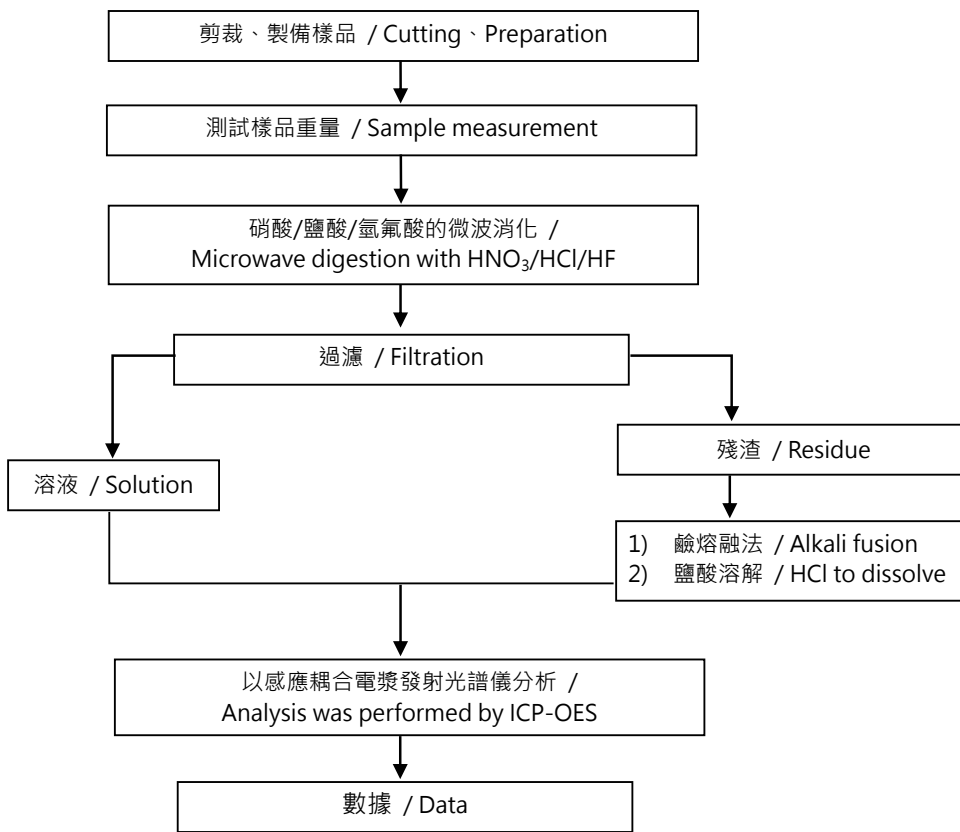 剪裁、製備樣品 / Cutting、Preparation
測試樣品重量 / Sample measurement
硝酸/鹽酸/氫氟酸的微波消化 /
Microwave digestion with HNO₃/HCl/HF
過濾 / Filtration
溶液 / Solution
殘渣 / Residue
1) 鹼熔融法 / Alkali fusion
2) 鹽酸溶解 / HCl to dissolve
以感應耦合電漿發射光譜儀分析 /
Analysis was performed by ICP-OES
數據 / Data